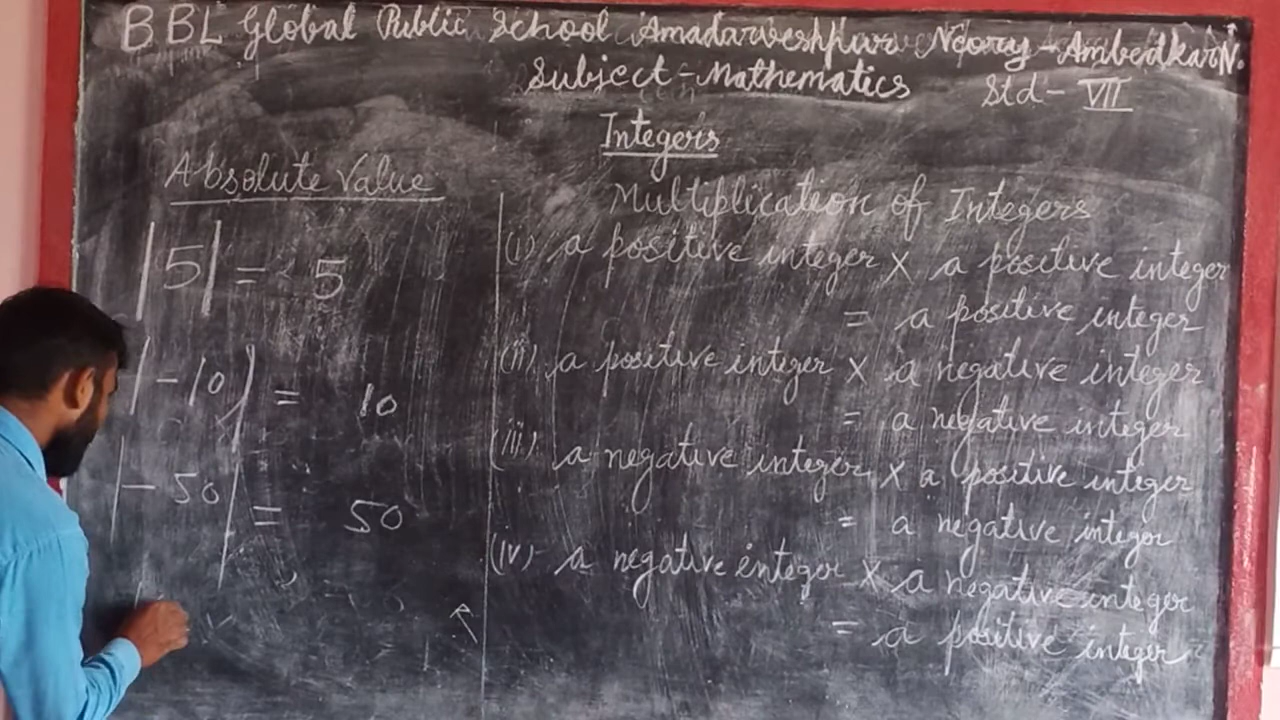 BBL Global Public School Amadarveshpur Neory - Ambedkar N.
Subject - Mathematics Std - VII
Integers
Absolute Value
|5| = 5
|-10| = 10
|-50| = 50
Multiplication of Integers
(i) a positive integer X a positive integer
= a positive integer
(ii) a positive integer X a negative integer
= a negative integer
(iii) a negative integer X a positive integer
= a negative integer
(iv) a negative integer X a negative integer
= a positive integer